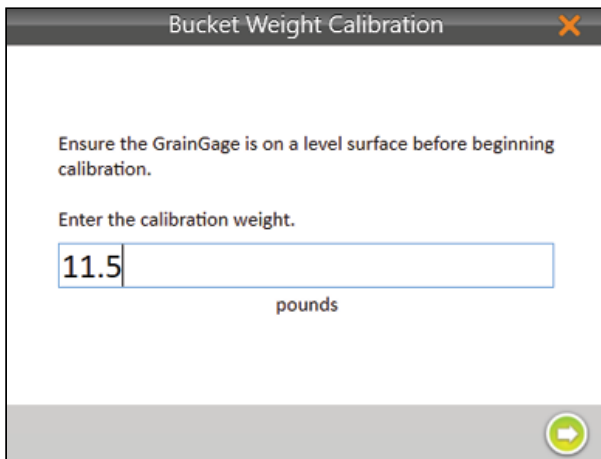 Bucket Weight Calibration
Ensure the GrainGage is on a level surface before beginning
calibration.
Enter the calibration weight.
11.5
pounds